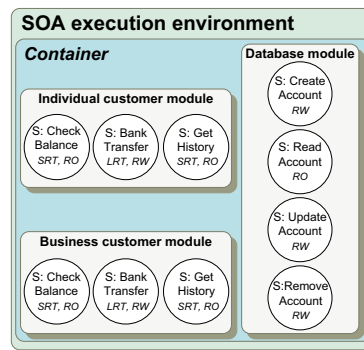 SOA execution environment
Container
Individual customer module
S: Check
Balance
SRT, RO
S: Bank
Transfer
LRT, RW
S: Get
History
SRT, RO
Business customer module
S: Check
Balance
SRT, RO
S: Bank
Transfer
LRT, RW
S: Get
History
SRT, RO
Database module
S: Create
Account
RW
S: Read
Account
RO
S: Update
Account
RW
S:Remove
Account
RW